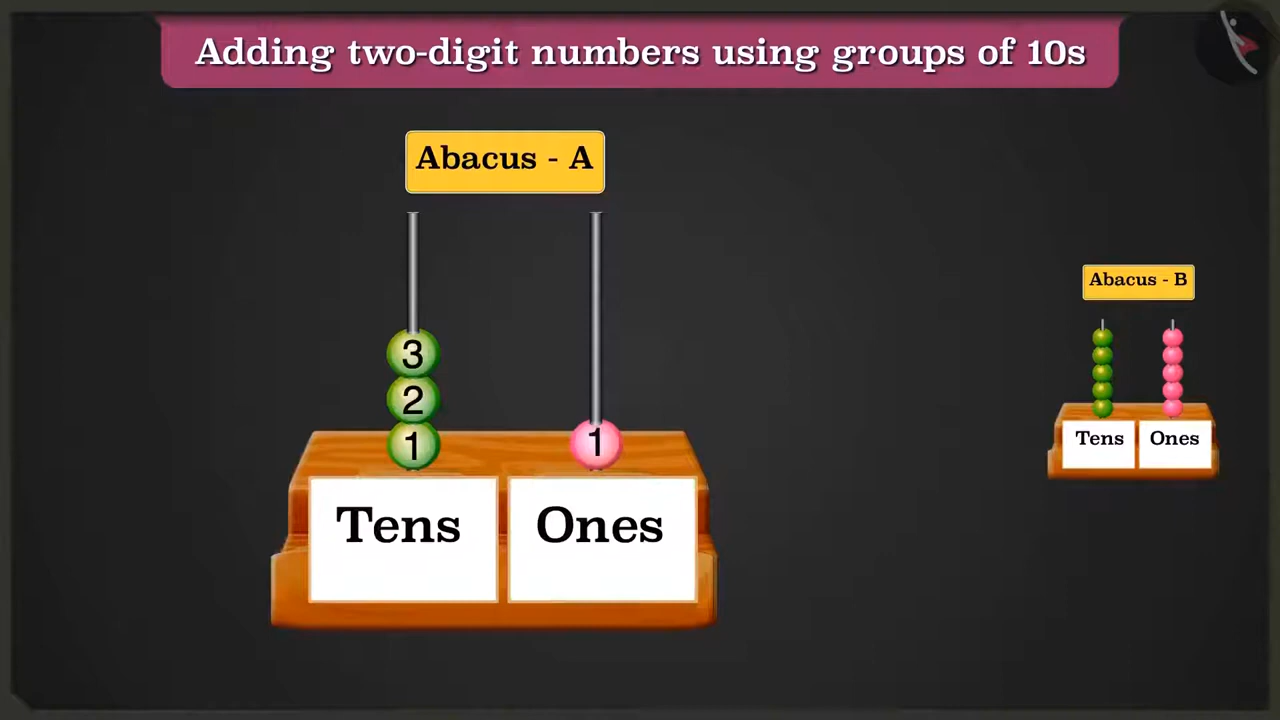 Adding two-digit numbers using groups of 10s
Abacus - A
3
2
1
1
Tens Ones
Abacus - B
Tens Ones